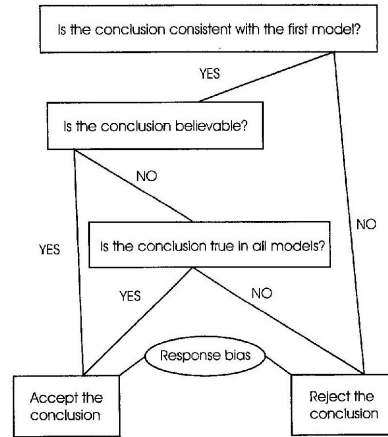 Is the conclusion consistent with the first model?
YES
Is the conclusion believable?
NO
YES
NO
Is the conclusion true in all models?
YES
NO
Response bias
Accept the
conclusion
Reject the
conclusion